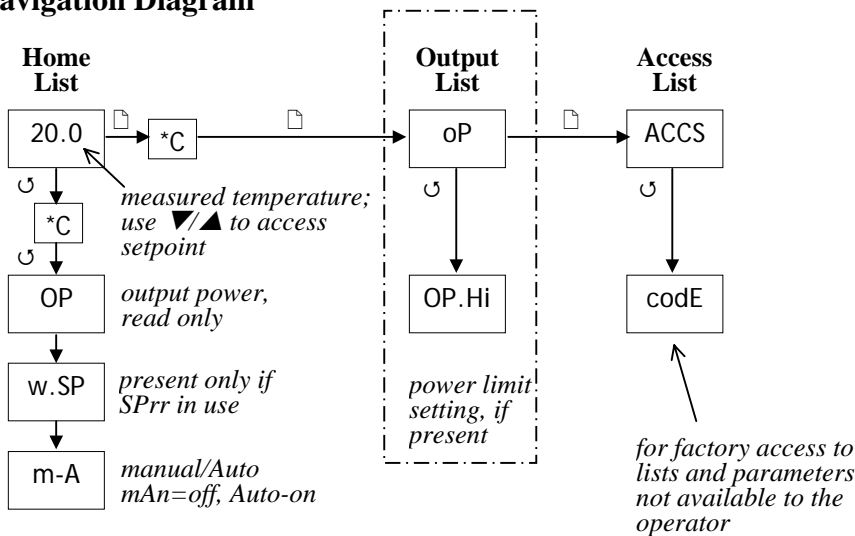 avigation Diagram
Home
List
Output
List
Access
List
20.0
*C
oP
ACCS
measured temperature;
use ▼/▲ to access
setpoint
*C
OP
output power,
read only
OP.Hi
codE
w.SP
present only if
SPrr in use
power limit
setting, if
present
m-A
manual/Auto
mAn=off, Auto-on
for factory access to
lists and parameters
not available to the
operator